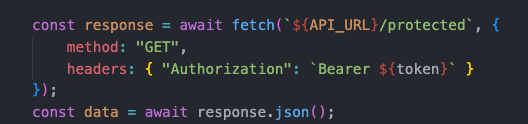 const response = await fetch(`${API_URL}/protected`, {
    method: "GET",
    headers: { "Authorization": `Bearer ${token}` }
});
const data = await response.json();